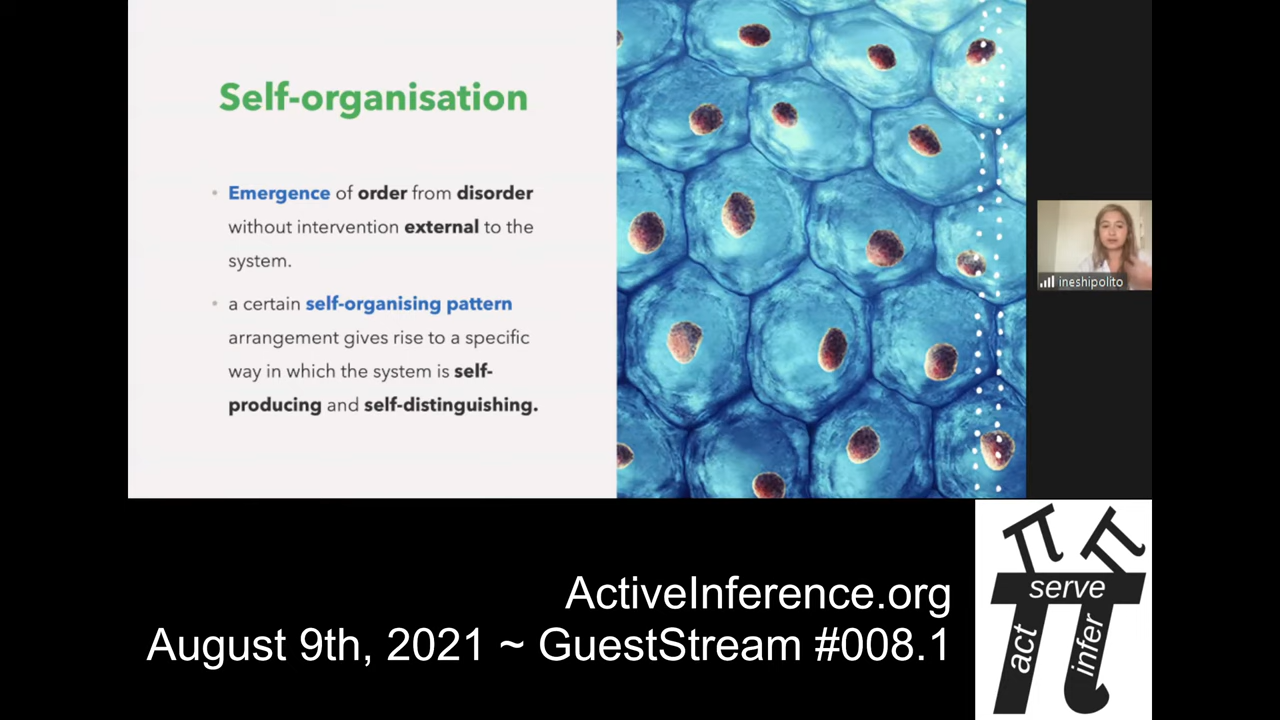 Self-organisation
• Emergence of order from disorder
without intervention external to the
system.
• a certain self-organising pattern
arrangement gives rise to a specific
way in which the system is self-
producing and self-distinguishing.
ineshipolito
ActiveInference.org
August 9th, 2021 ~ GuestStream #008.1
serve
act
infer